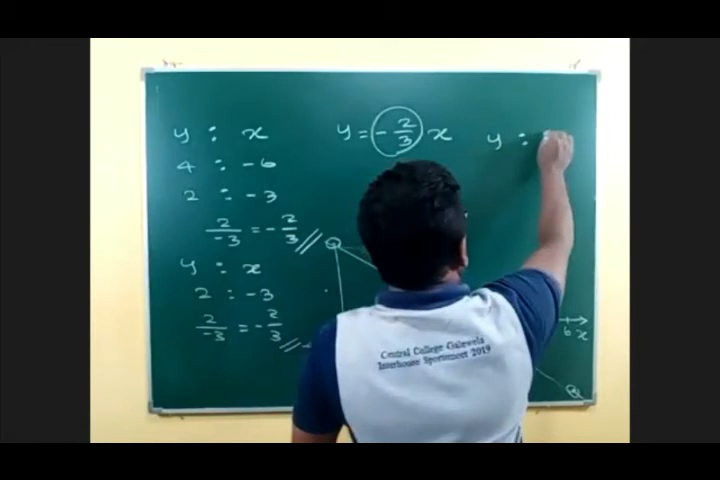 y : x
4 : -6
2 : -3
2/-3 = -2/3 //
y : x
2 : -3
2/-3 = -2/3 //
y = -2/3 x
y :
6 x
Central College Galewela
Interhouse Sportsmeet 2019